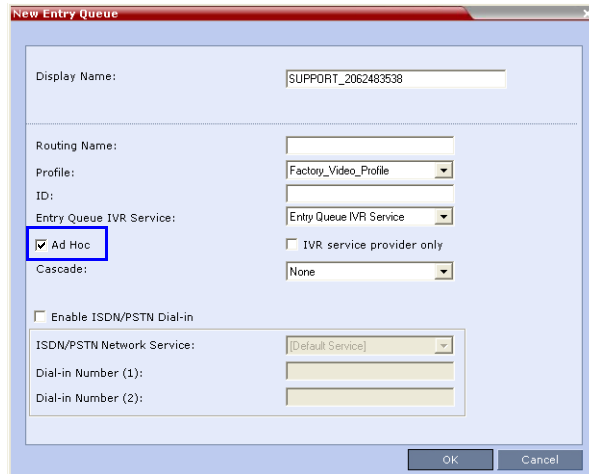 New Entry Queue
Display Name: SUPPORT_2062483538
Routing Name:
Profile: Factory_Video_Profile
ID:
Entry Queue IVR Service: Entry Queue IVR Service
Ad Hoc IVR service provider only
Cascade: None
Enable ISDN/PSTN Dial-in
ISDN/PSTN Network Service: [Default Service]
Dial-in Number (1):
Dial-in Number (2):
OK Cancel